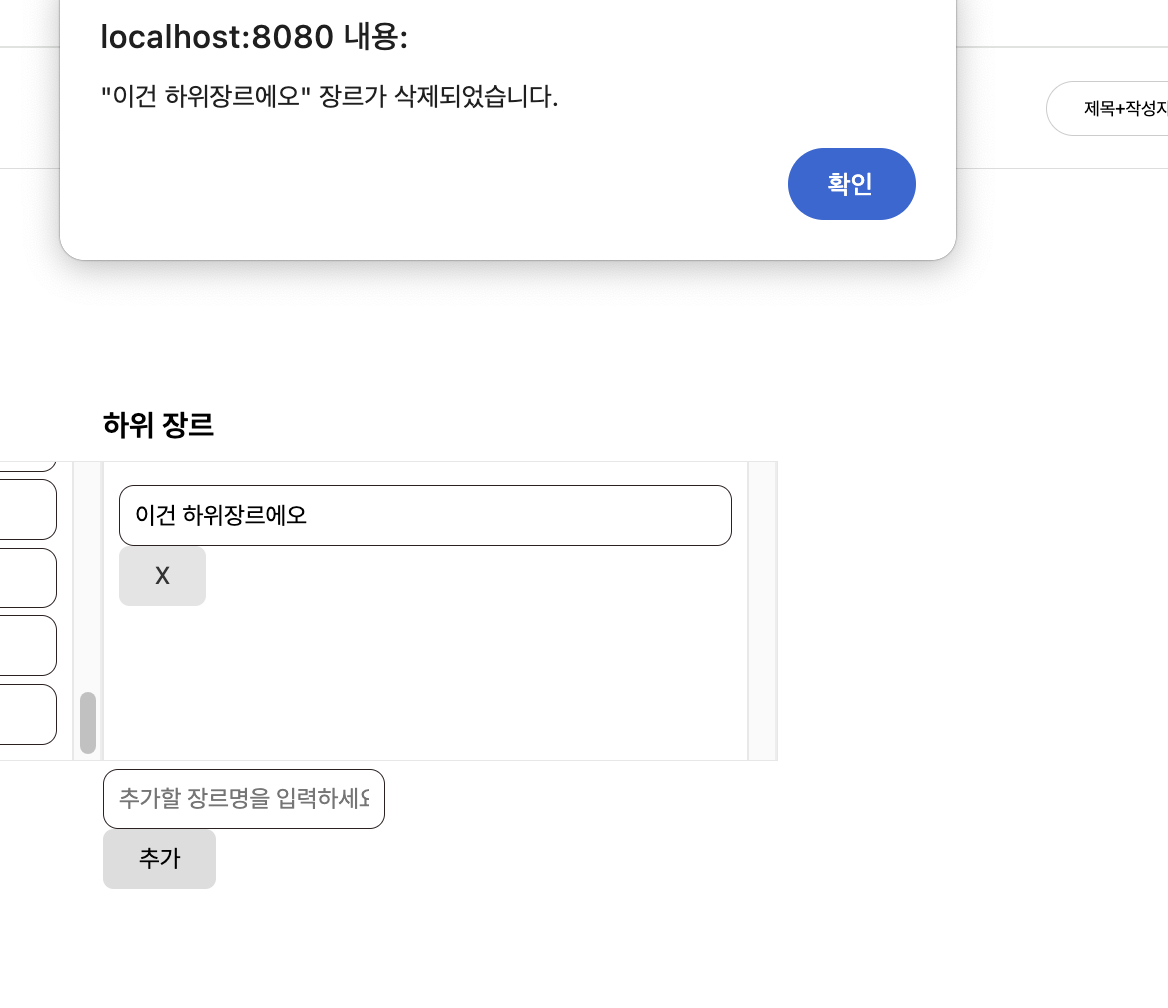 localhost:8080 내용:
"이건 하위장르에오" 장르가 삭제되었습니다.
제목+작성자
확인
하위 장르
이건 하위장르에오
X
추가할 장르명을 입력하세요
추가